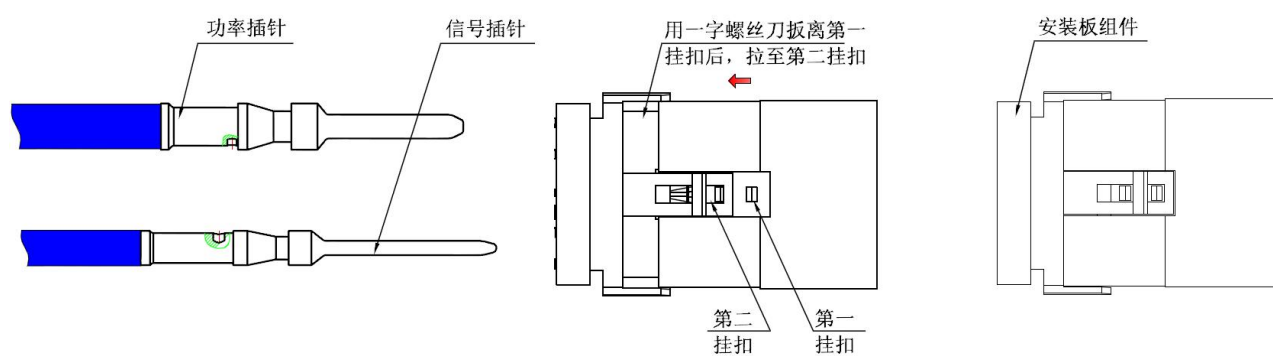 功率插针
信号插针
用一字螺丝刀扳离第一
挂扣后，拉至第二挂扣
安装板组件
第二
挂扣
第一
挂扣